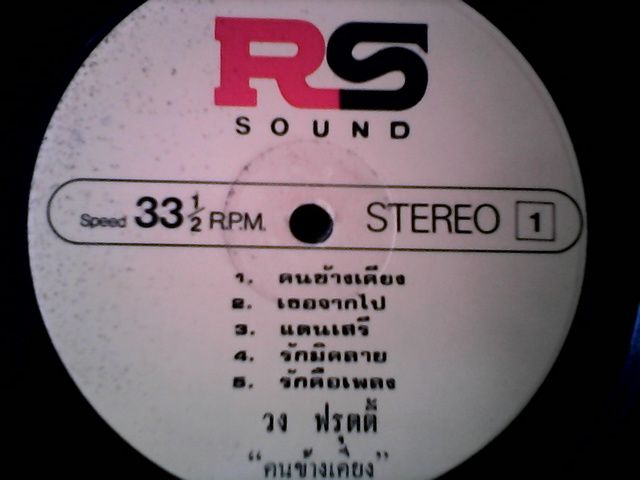 RS
SOUND
Speed 33 1/2 R.P.M. STEREO 1
1. คนข้างเคียง
2. เธอจากไป
3. แดนเสรี
4. รักมิคลาย
5. รักคือเพลง
วง ฟรุตตี้
“คนข้างเคียง”